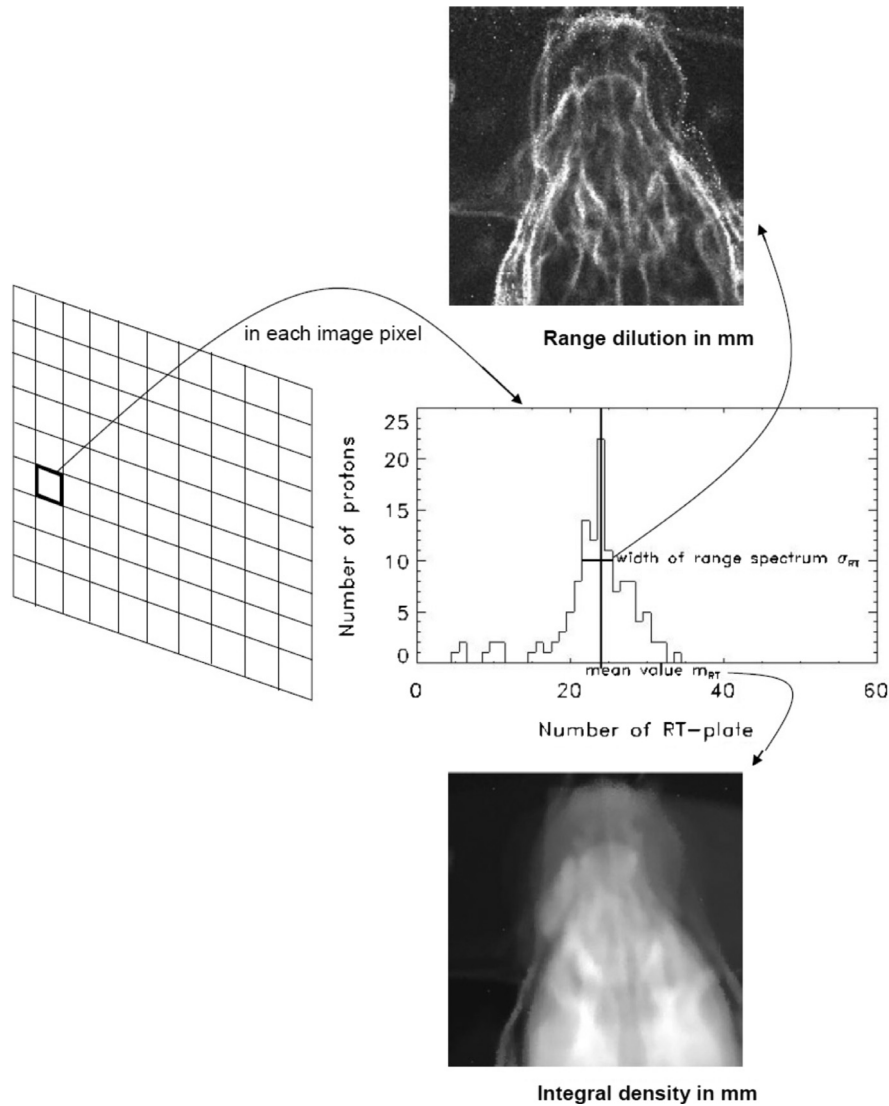 Range dilution in mm
in each image pixel
Number of protons
25
20
15
10
5
0
width of range spectrum σRT
mean value mRT
0
20
40
60
Number of RT-plate
Integral density in mm